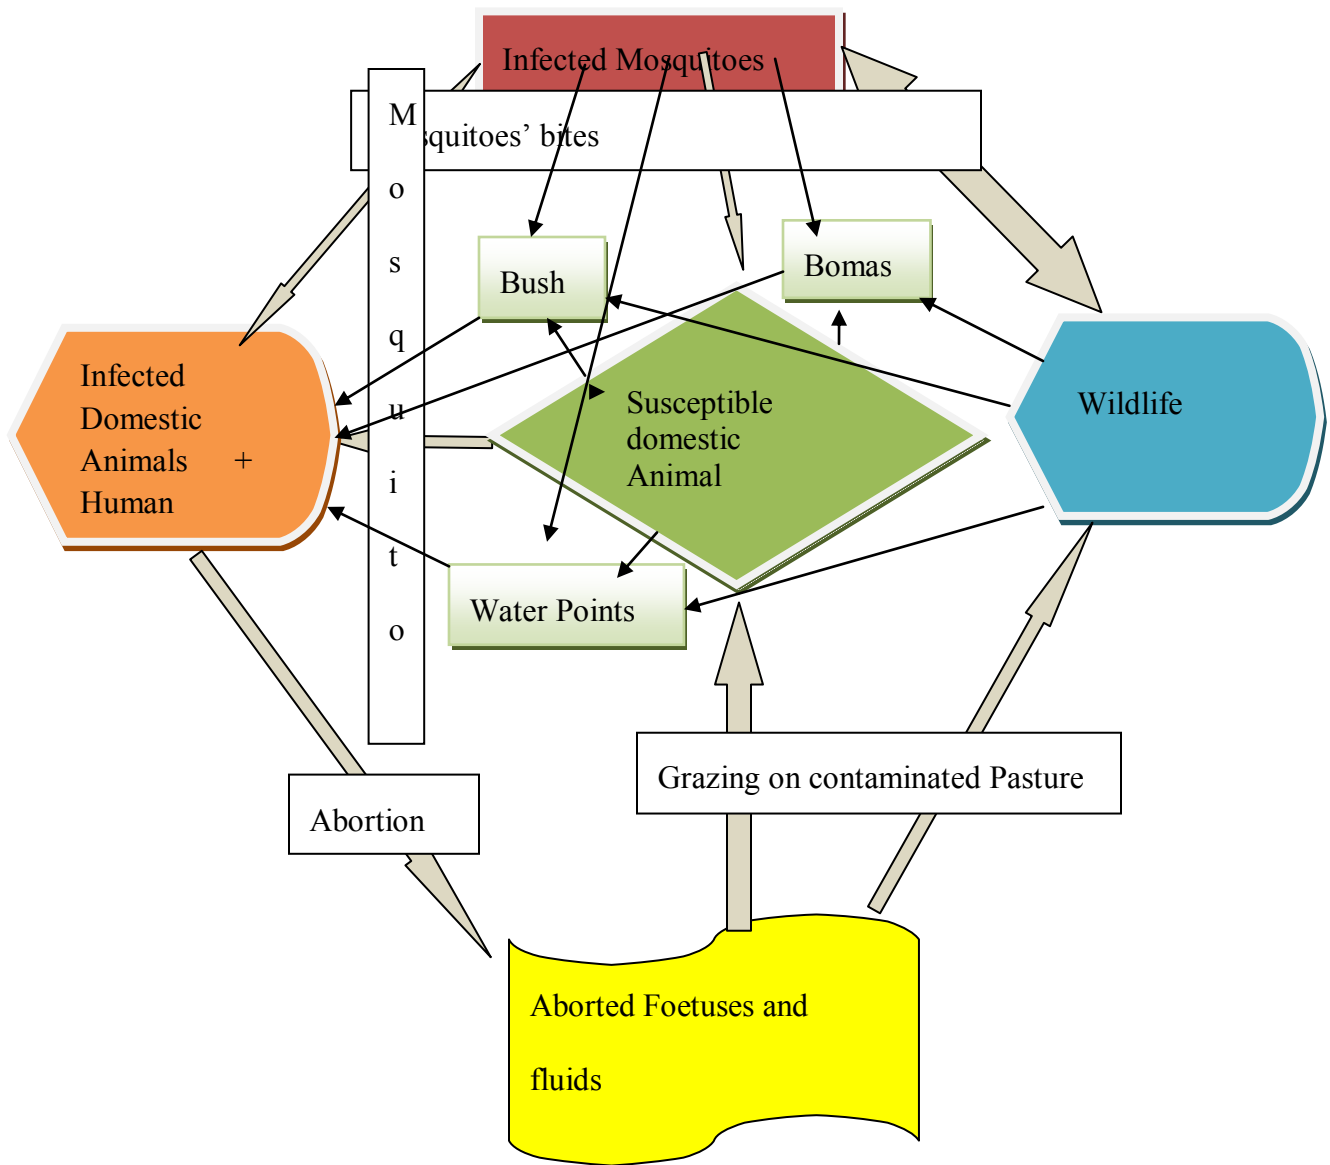 Infected Mosquitoes
squitoes’ bites
M
o
s
q
u
i
t
o
Bush
Bomas
Infected
Domestic
Animals +
Human
Susceptible
domestic
Animal
Wildlife
Water Points
Grazing on contaminated Pasture
Abortion
Aborted Foetuses and
fluids